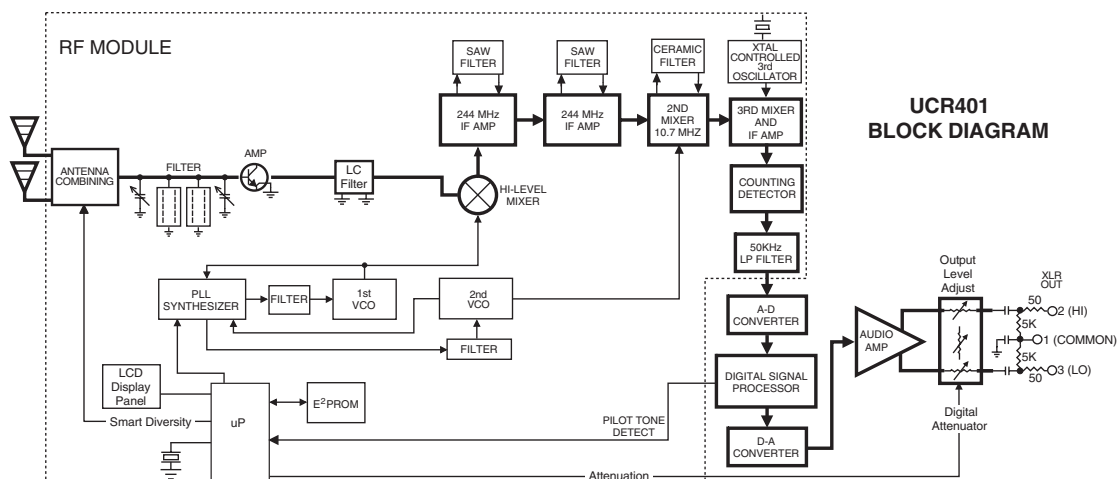 RF MODULE
SAW
FILTER
SAW
FILTER
CERAMIC
FILTER
XTAL
CONTROLLED
3rd
OSCILLATOR
244 MHz
IF AMP
244 MHz
IF AMP
2ND
MIXER
10.7 MHZ
3RD MIXER
AND
IF AMP
UCR401
BLOCK DIAGRAM
ANTENNA
COMBINING
FILTER
AMP
LC
Filter
HI-LEVEL
MIXER
COUNTING
DETECTOR
50KHz
LP FILTER
PLL
SYNTHESIZER
FILTER
1st
VCO
2nd
VCO
FILTER
A-D
CONVERTER
AUDIO
AMP
Output
Level
Adjust
XLR
OUT
50
2 (HI)
5K
1 (COMMON)
5K
3 (LO)
50
LCD
Display
Panel
Smart Diversity
uP
E2PROM
PILOT TONE
DETECT
DIGITAL SIGNAL
PROCESSOR
D-A
CONVERTER
Digital
Attenuator
Attenuation